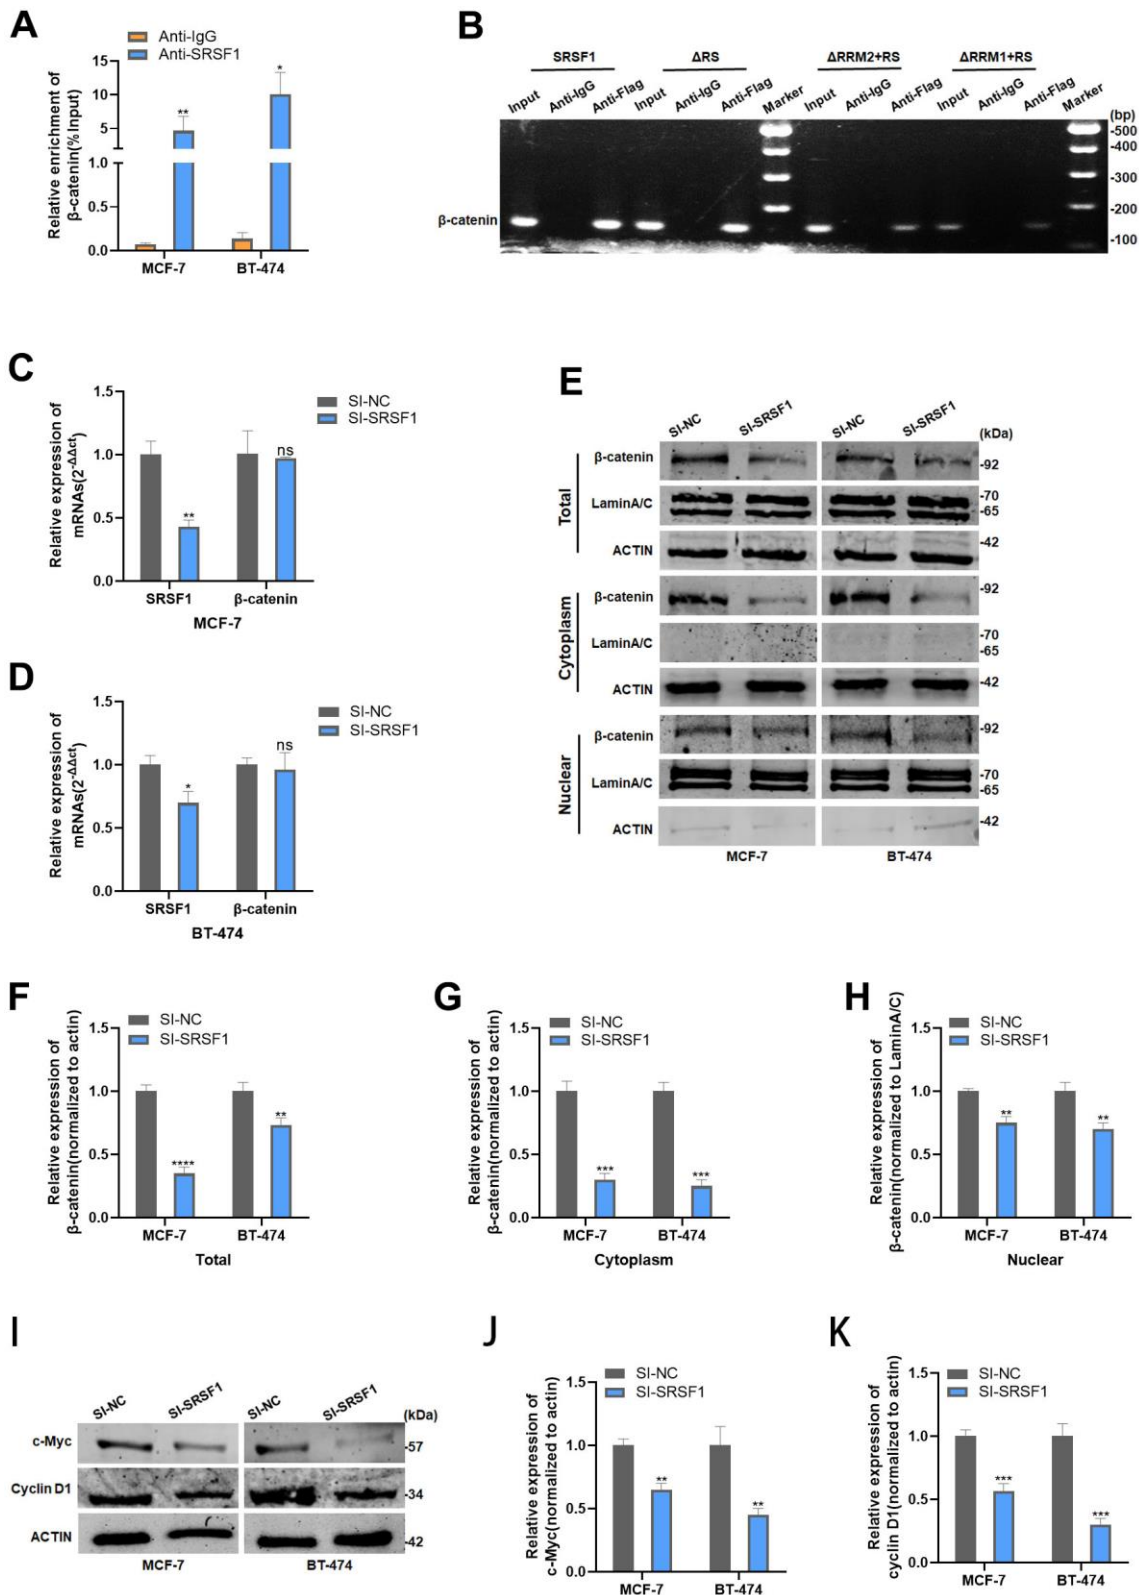 A
Anti-IgG
Anti-SRSF1
Relative enrichment of
β-catenin(% Input)
15
10
5
1.0
0.5
0.0
**
*
MCF-7
BT-474
B
SRSF1
ΔRS
ΔRRM2+RS
ΔRRM1+RS
Input
Anti-IgG
Anti-Flag
Input
Anti-IgG
Anti-Flag
Marker
Input
Anti-IgG
Anti-Flag
Input
Anti-IgG
Anti-Flag
Marker
(bp)
-500
-400
-300
-200
-100
β-catenin
C
Relative expression of
mRNAs(2-ΔΔct)
1.5
1.0
0.5
0.0
SI-NC
SI-SRSF1
**
ns
SRSF1
β-catenin
MCF-7
D
Relative expression of
mRNAs(2-ΔΔct)
1.5
1.0
0.5
0.0
SI-NC
SI-SRSF1
*
ns
SRSF1
β-catenin
BT-474
E
SI-NC
SI-SRSF1
SI-NC
SI-SRSF1
(kDa)
Total
β-catenin
-92
LaminA/C
-70
-65
ACTIN
-42
Cytoplasm
β-catenin
-92
LaminA/C
-70
-65
ACTIN
-42
Nuclear
β-catenin
-92
LaminA/C
-70
-65
ACTIN
-42
MCF-7
BT-474
F
SI-NC
SI-SRSF1
Relative expression of
β-catenin(normalized to actin)
1.5
1.0
0.5
0.0
****
**
MCF-7
BT-474
Total
G
SI-NC
SI-SRSF1
Relative expression of
β-catenin(normalized to actin)
1.5
1.0
0.5
0.0
***
***
MCF-7
BT-474
Cytoplasm
H
SI-NC
SI-SRSF1
Relative expression of
β-catenin(normalized to LaminA/C)
1.5
1.0
0.5
0.0
**
**
MCF-7
BT-474
Nuclear
I
SI-NC
SI-SRSF1
SI-NC
SI-SRSF1
(kDa)
c-Myc
-57
Cyclin D1
-34
ACTIN
-42
MCF-7
BT-474
J
SI-NC
SI-SRSF1
Relative expression of
c-Myc(normalized to actin)
1.5
1.0
0.5
0.0
**
**
MCF-7
BT-474
K
SI-NC
SI-SRSF1
Relative expression of
cyclin D1(normalized to actin)
1.5
1.0
0.5
0.0
***
***
MCF-7
BT-474